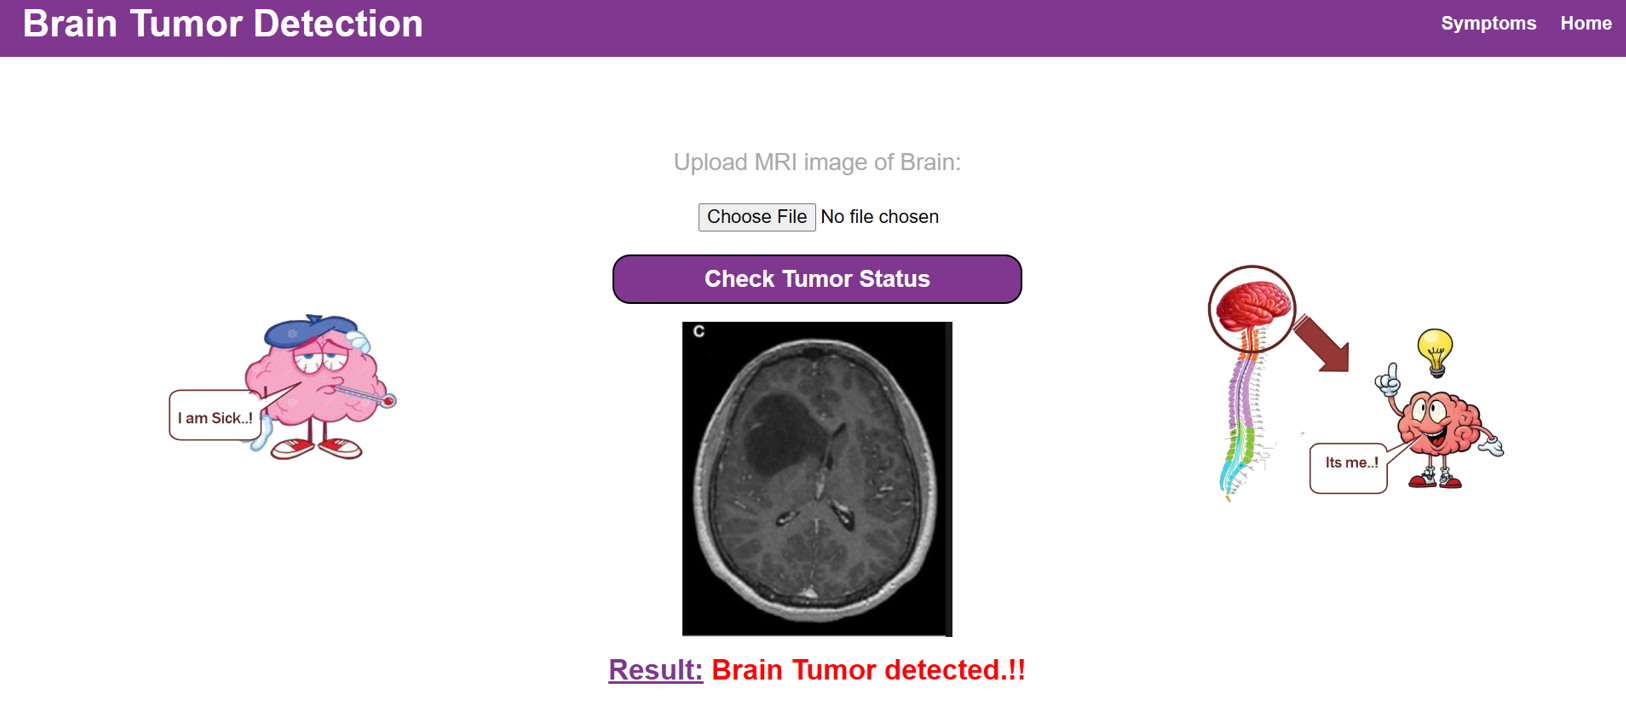 Brain Tumor Detection
Symptoms Home
Upload MRI image of Brain:
Choose File No file chosen
Check Tumor Status
C
I am Sick..!
Its me..!
Result: Brain Tumor detected.!!